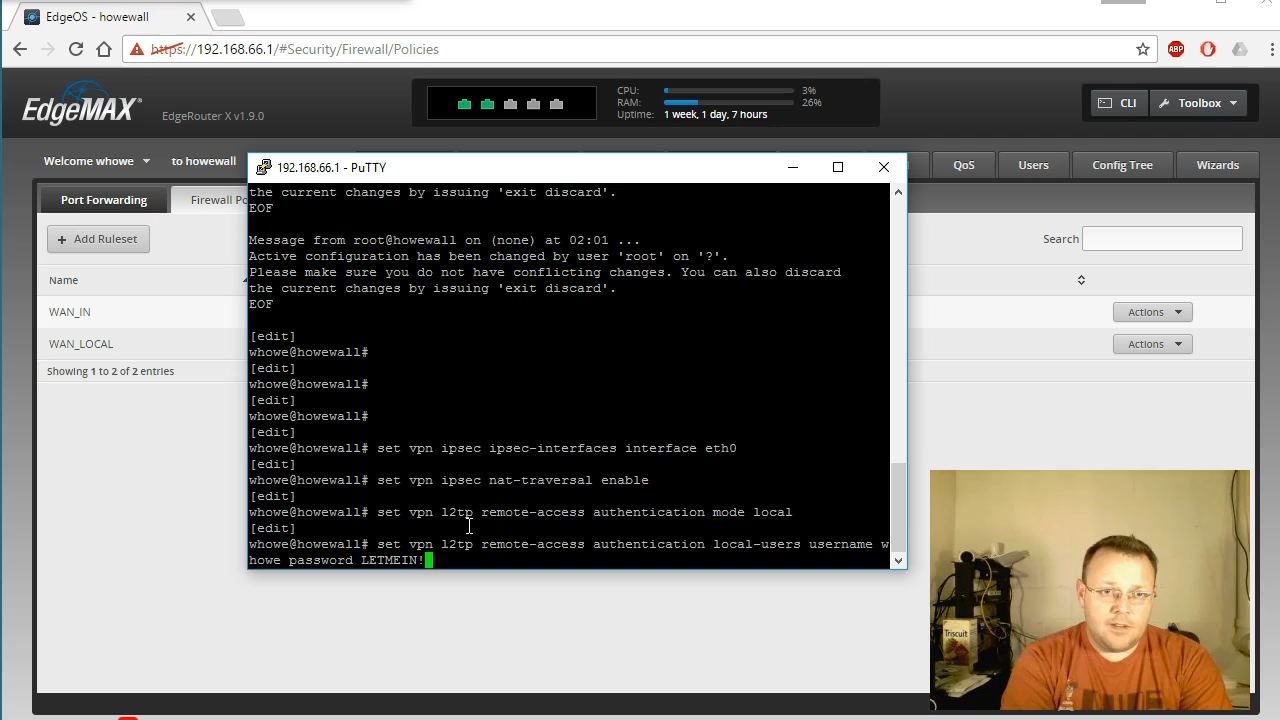 EdgeOS - howewall
https://192.168.66.1/#Security/Firewall/Policies
ABP
EdgeMAX
EdgeRouter X v1.9.0
CPU: 3%
RAM: 26%
Uptime: 1 week, 1 day, 7 hours
CLI
Toolbox
Welcome whowe
to howewall
QoS
Users
Config Tree
Wizards
Port Forwarding
Firewall Po
Add Ruleset
Search
Name
WAN_IN
Actions
WAN_LOCAL
Actions
Showing 1 to 2 of 2 entries
192.168.66.1 - PuTTY
the current changes by issuing 'exit discard'.
EOF
Message from root@howewall on (none) at 02:01 ...
Active configuration has been changed by user 'root' on '?'.
Please make sure you do not have conflicting changes. You can also discard
the current changes by issuing 'exit discard'.
EOF
[edit]
whowe@howewall#
[edit]
whowe@howewall#
[edit]
whowe@howewall#
[edit]
whowe@howewall# set vpn ipsec ipsec-interfaces interface eth0
[edit]
whowe@howewall# set vpn ipsec nat-traversal enable
[edit]
whowe@howewall# set vpn l2tp remote-access authentication mode local
[edit]
whowe@howewall# set vpn l2tp remote-access authentication local-users username w
howe password LETMEIN!
Triscuit